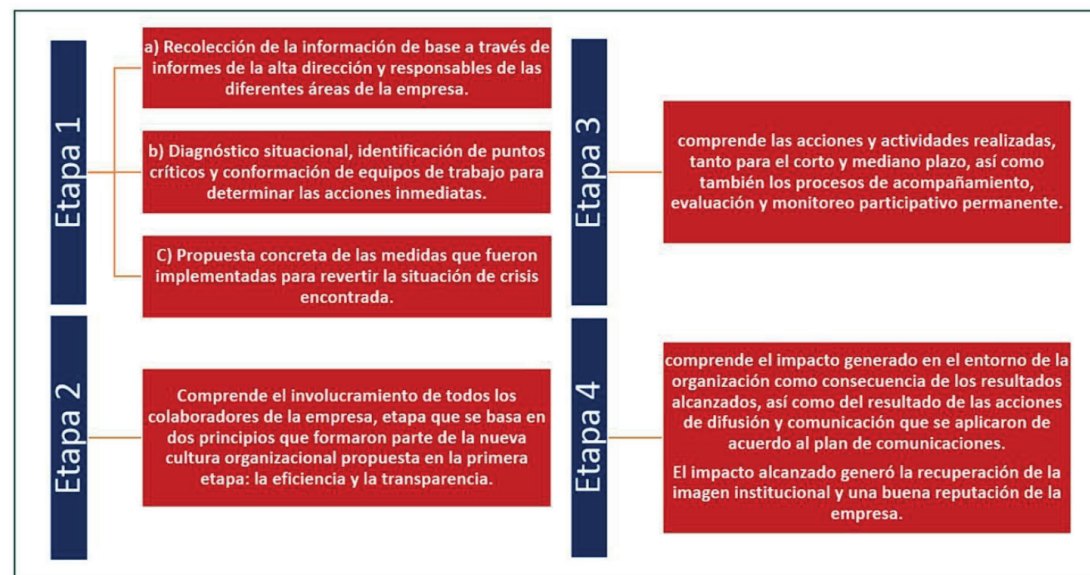 Etapa 1
a) Recolección de la información de base a través de
informes de la alta dirección y responsables de las
diferentes áreas de la empresa.
b) Diagnóstico situacional, identificación de puntos
críticos y conformación de equipos de trabajo para
determinar las acciones inmediatas.
C) Propuesta concreta de las medidas que fueron
implementadas para revertir la situación de crisis
encontrada.
Etapa 2
Comprende el involucramiento de todos los
colaboradores de la empresa, etapa que se basa en
dos principios que formaron parte de la nueva
cultura organizacional propuesta en la primera
etapa: la eficiencia y la transparencia.
Etapa 3
comprende las acciones y actividades realizadas,
tanto para el corto y mediano plazo, así como
también los procesos de acompañamiento,
evaluación y monitoreo participativo permanente.
Etapa 4
comprende el impacto generado en el entorno de la
organización como consecuencia de los resultados
alcanzados, así como del resultado de las acciones
de difusión y comunicación que se aplicaron de
acuerdo al plan de comunicaciones.
El impacto alcanzado generó la recuperación de la
imagen institucional y una buena reputación de la
empresa.